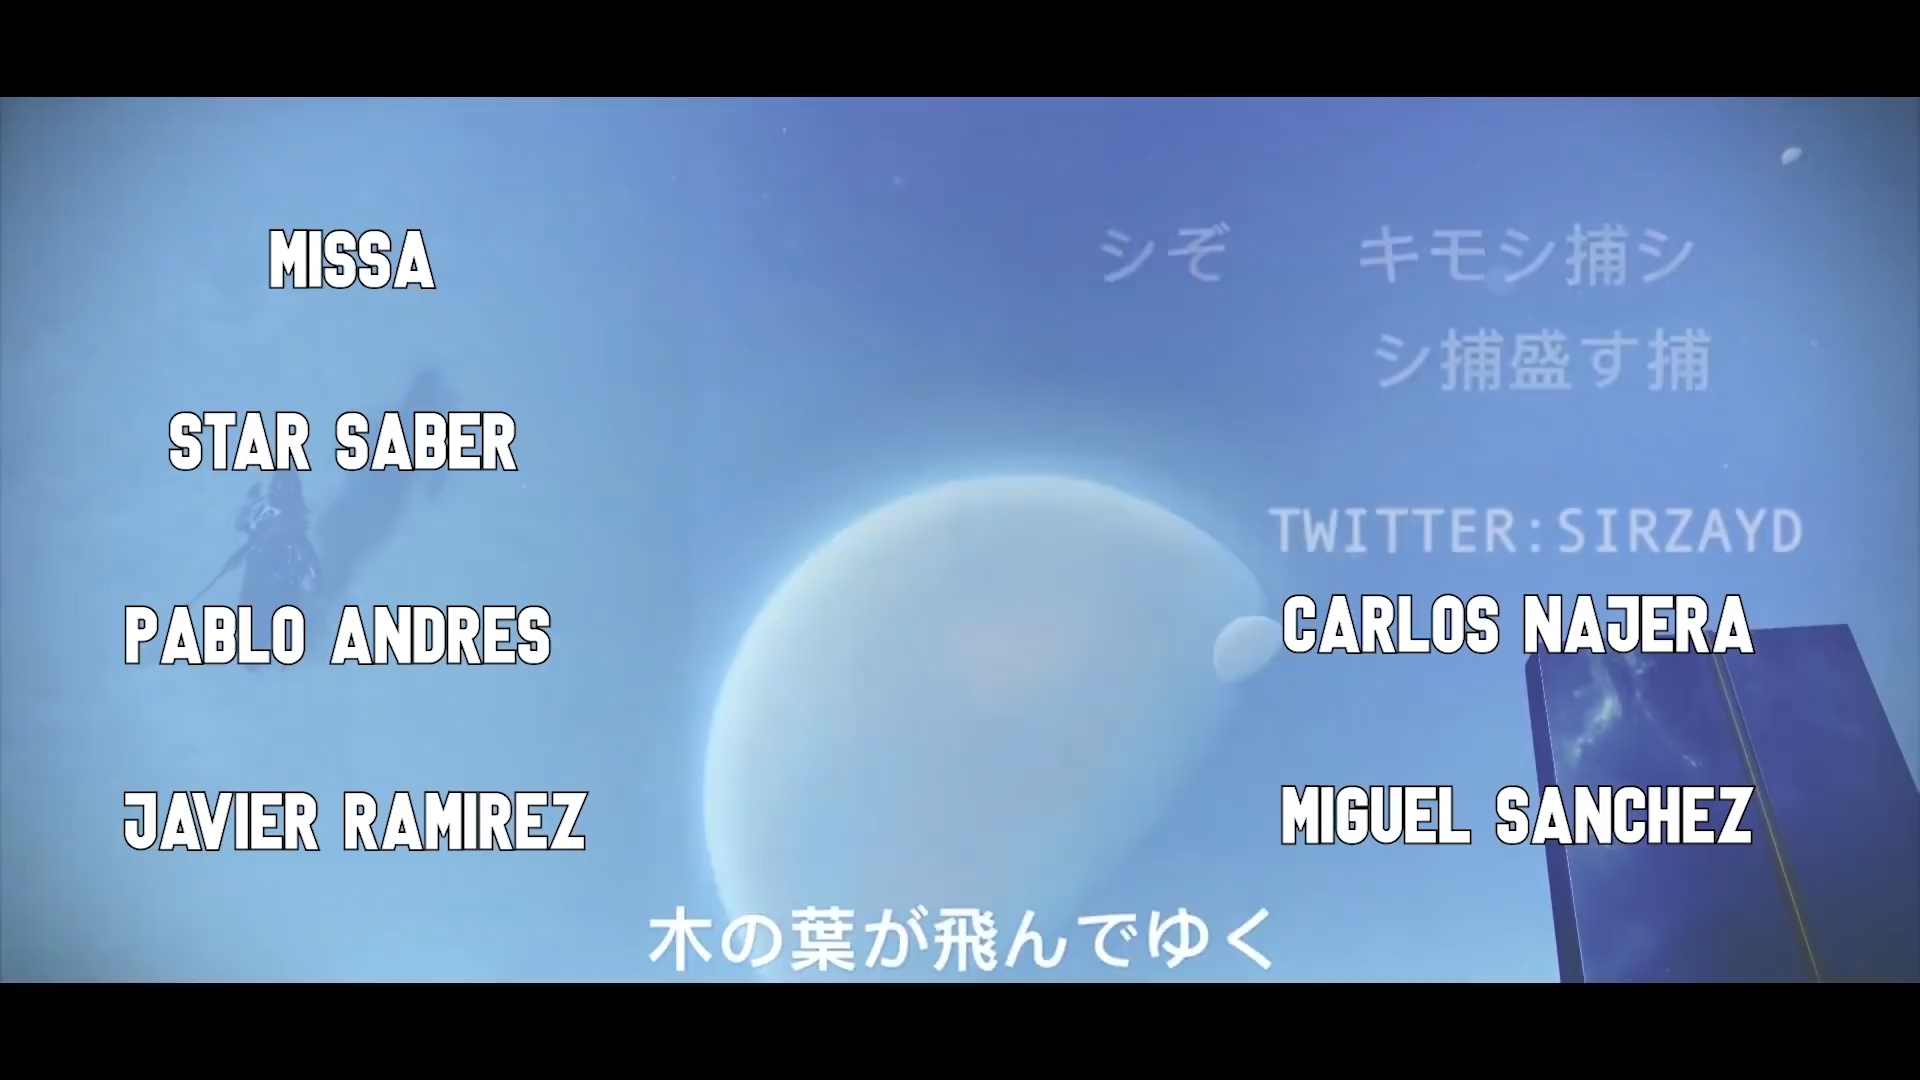 MISSA
シぞ キモシ捕シ
シ捕盛す捕
STAR SABER
TWITTER:SIRZAYD
PABLO ANDRES
CARLOS NAJERA
JAVIER RAMIREZ
MIGUEL SANCHEZ
木の葉が飛んでゆく